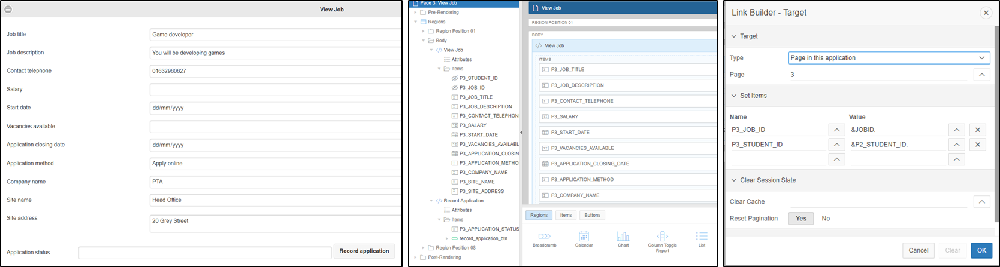 View Job
Job title Game developer
Job description You will be developing games
Contact telephone 01632960627
Salary
Start date dd/mm/yyyy
Vacancies available
Application closing date dd/mm/yyyy
Application method Apply online
Company name PTA
Site name Head Office
Site address 20 Grey Street
Application status Record application
Page 3: View Job
Pre-Rendering
Regions
Region Position 01
Body
View Job
Attributes
Items
P3_STUDENT_ID
P3_JOB_ID
P3_JOB_TITLE
P3_JOB_DESCRIPTION
P3_CONTACT_TELEPHONE
P3_SALARY
P3_START_DATE
P3_VACANCIES_AVAILABL
P3_APPLICATION_CLOSIN
P3_APPLICATION_METHOD
P3_COMPANY_NAME
P3_SITE_NAME
P3_SITE_ADDRESS
Record Application
Attributes
Items
P3_APPLICATION_STATUS
record_application_btn
Region Position 08
Post-Rendering
View Job
REGION POSITION 01
BODY
View Job
ITEMS
P3_JOB_TITLE
P3_JOB_DESCRIPTION
P3_CONTACT_TELEPHONE
P3_SALARY
P3_START_DATE
P3_VACANCIES_AVAILABLE
P3_APPLICATION_CLOSING_DATE
P3_APPLICATION_METHOD
P3_COMPANY_NAME
Regions Items Buttons
Breadcrumb Calendar Chart Column Toggle List
Report
Link Builder - Target
Target
Type Page in this application
Page 3
Set Items
Name Value
P3_JOB_ID &JOBID.
P3_STUDENT_ID &P2_STUDENT_ID.
Clear Session State
Clear Cache
Reset Pagination Yes No
Cancel Clear OK